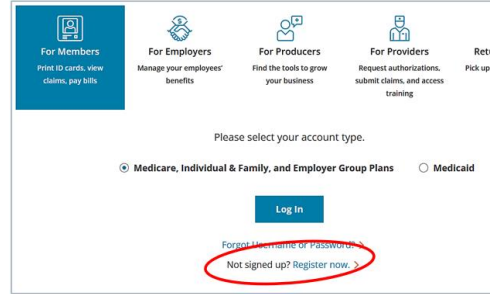 For Members
Print ID cards, view
claims, pay bills
For Employers
Manage your employees'
benefits
For Producers
Find the tools to grow
your business
For Providers
Request authorizations,
submit claims, and access
training
Pick up
Please select your account type.
Medicare, Individual & Family, and Employer Group Plans
Medicaid
Log In
Forgot Username or Password? >
Not signed up? Register now. >